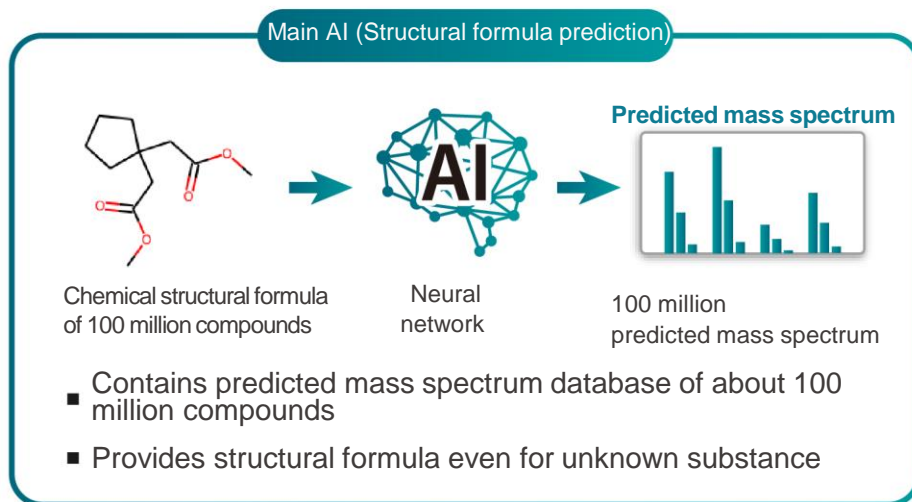 Main AI (Structural formula prediction)
Predicted mass spectrum
O
O
O
O
AI
Chemical structural formula
of 100 million compounds
Neural
network
100 million
predicted mass spectrum
▪ Contains predicted mass spectrum database of about 100
million compounds
▪ Provides structural formula even for unknown substance